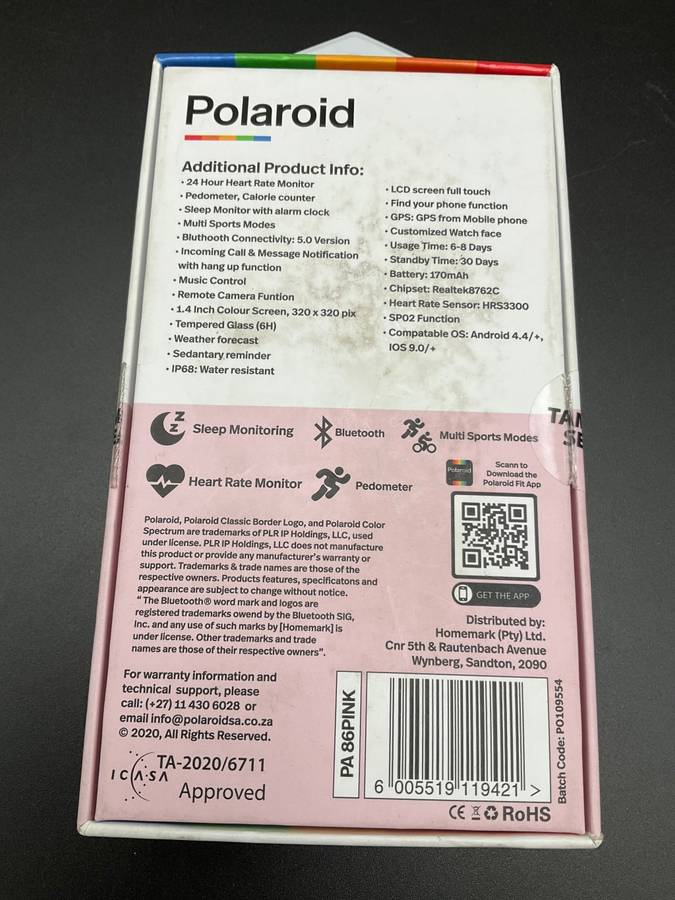 Polaroid
Additional Product Info:
• 24 Hour Heart Rate Monitor
• Pedometer, Calorie counter
• Sleep Monitor with alarm clock
• Multi Sports Modes
• Bluthooth Connectivity: 5.0 Version
• Incoming Call & Message Notification
with hang up function
• Music Control
• Remote Camera Funtion
• 1.4 Inch Colour Screen, 320 x 320 pix
• Tempered Glass (6H)
• Weather forecast
• Sedantary reminder
• IP68: Water resistant
• LCD screen full touch
• Find your phone function
• GPS: GPS from Mobile phone
• Customized Watch face
• Usage Time: 6-8 Days
• Standby Time: 30 Days
• Battery: 170mAh
• Chipset: Realtek8762C
• Heart Rate Sensor: HRS3300
• SP02 Function
• Compatable OS: Android 4.4/+,
IOS 9.0/+
TAM
SE
z z
Sleep Monitoring
Bluetooth
Multi Sports Modes
Heart Rate Monitor
Pedometer
Polaroid
Scann to
Download the
Polaroid Fit App
GET THE APP
Polaroid, Polaroid Classic Border Logo, and Polaroid Color
Spectrum are trademarks of PLR IP Holdings, LLC, used
under license. PLR IP Holdings, LLC does not manufacture
this product or provide any manufacturer's warranty or
support. Trademarks & trade names are those of the
respective owners. Products features, specificatons and
appearance are subject to change without notice.
" The Bluetooth® word mark and logos are
registered trademarks owend by the Bluetooth SIG,
Inc. and any use of such marks by [Homemark] is
under license. Other trademarks and trade
names are those of their respective owners".
Distributed by:
Homemark (Pty) Ltd.
Cnr 5th & Rautenbach Avenue
Wynberg, Sandton, 2090
For warranty information and
technical support, please
call: (+27) 11 430 6028 or
email info@polaroidsa.co.za
© 2020, All Rights Reserved.
ICASA
TA-2020/6711
Approved
PA 86PINK
6 005519 119421 >
Batch Code: PO109554
CE RoHS